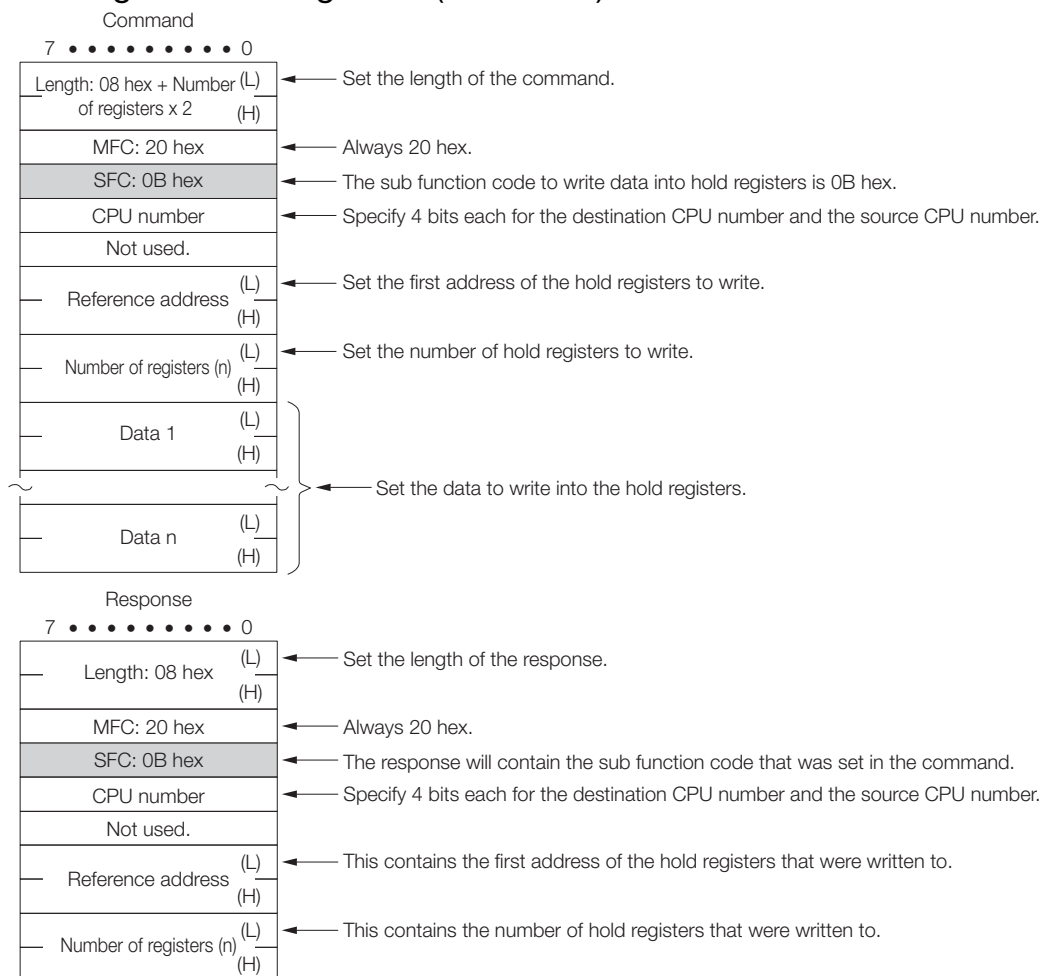 Command
7 • • • • • • • • • 0
Length: 08 hex + Number (L) Set the length of the command.
of registers x 2 (H)
MFC: 20 hex Always 20 hex.
SFC: 0B hex The sub function code to write data into hold registers is 0B hex.
CPU number Specify 4 bits each for the destination CPU number and the source CPU number.
Not used.
Reference address (L) Set the first address of the hold registers to write.
(H)
Number of registers (n) (L) Set the number of hold registers to write.
(H)
Data 1 (L)
(H)
Set the data to write into the hold registers.
Data n (L)
(H)
Response
7 • • • • • • • • • 0
Length: 08 hex (L) Set the length of the response.
(H)
MFC: 20 hex Always 20 hex.
SFC: 0B hex The response will contain the sub function code that was set in the command.
CPU number Specify 4 bits each for the destination CPU number and the source CPU number.
Not used.
Reference address (L) This contains the first address of the hold registers that were written to.
(H)
Number of registers (n) (L) This contains the number of hold registers that were written to.
(H)